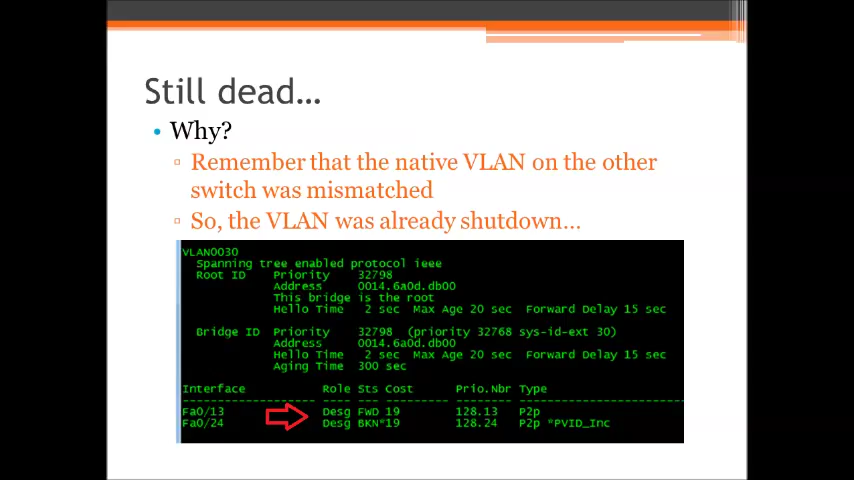 Still dead…
• Why?
▫ Remember that the native VLAN on the other
switch was mismatched
▫ So, the VLAN was already shutdown…
VLAN0030
Spanning tree enabled protocol ieee
Root ID Priority 32798
Address 0014.6a0d.db00
This bridge is the root
Hello Time 2 sec Max Age 20 sec Forward Delay 15 sec
Bridge ID Priority 32798 (priority 32768 sys-id-ext 30)
Address 0014.6a0d.db00
Hello Time 2 sec Max Age 20 sec Forward Delay 15 sec
Aging Time 300 sec
Interface Role Sts Cost Prio.Nbr Type
Fa0/13 Desg FWD 19 128.13 P2p
Fa0/24 Desg BKN*19 128.24 P2p *PVID_Inc